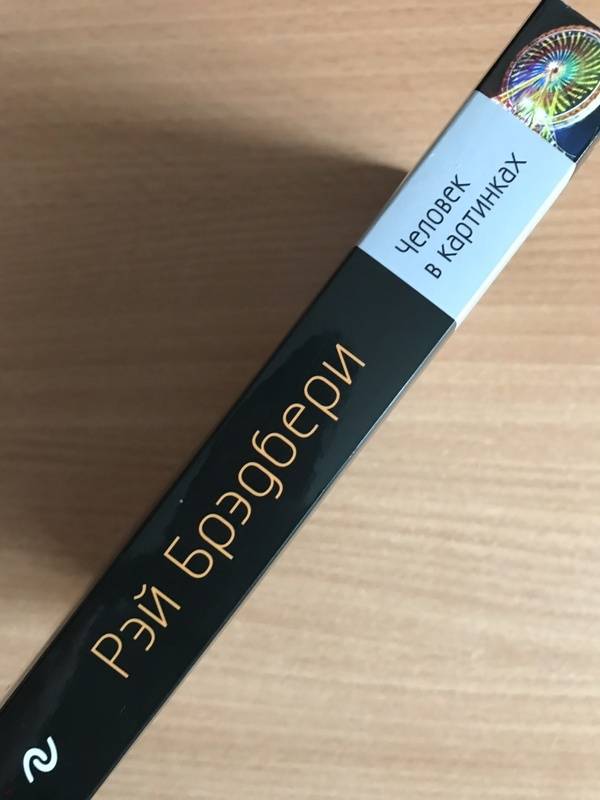 Человек
в картинках
Рэй Брэдбери